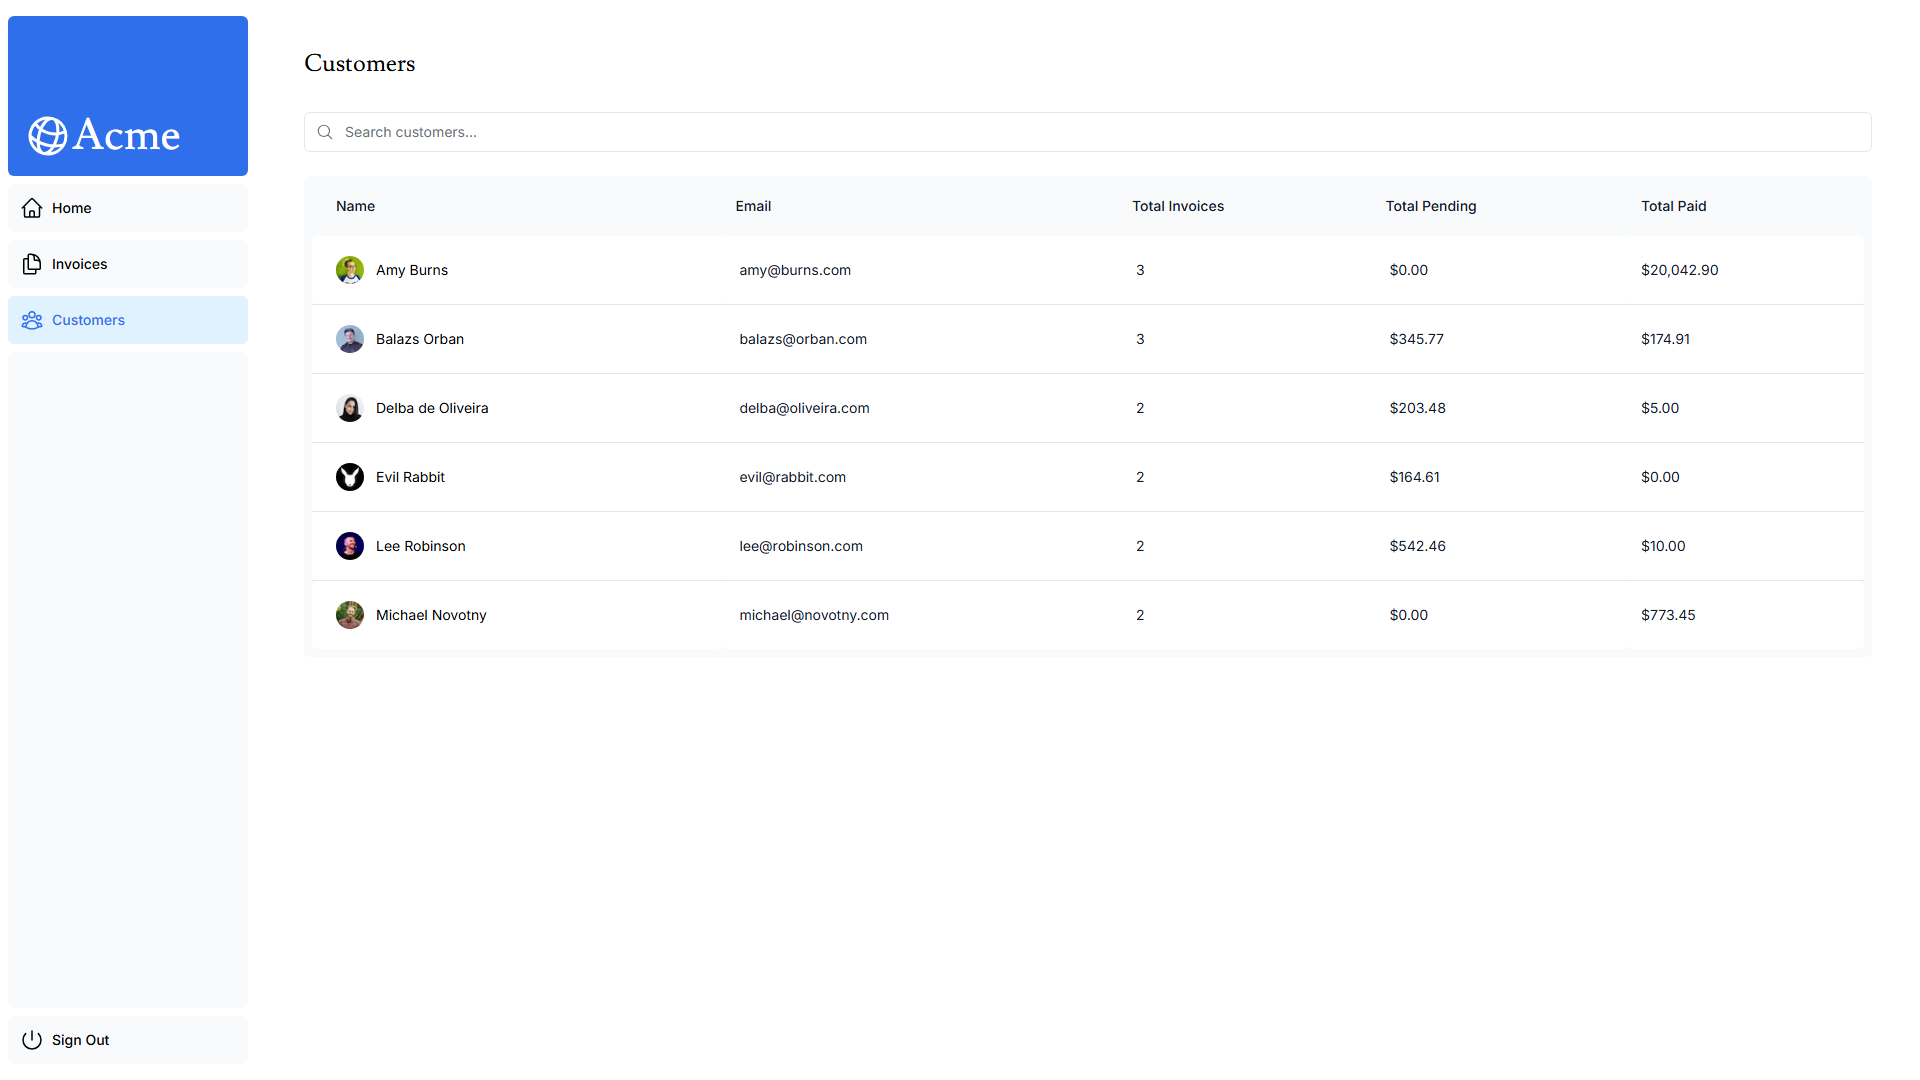 Acme
Home
Invoices
Customers
Sign Out
Customers
Search customers...
Name Email Total Invoices Total Pending Total Paid
Amy Burns amy@burns.com 3 $0.00 $20,042.90
Balazs Orban balazs@orban.com 3 $345.77 $174.91
Delba de Oliveira delba@oliveira.com 2 $203.48 $5.00
Evil Rabbit evil@rabbit.com 2 $164.61 $0.00
Lee Robinson lee@robinson.com 2 $542.46 $10.00
Michael Novotny michael@novotny.com 2 $0.00 $773.45